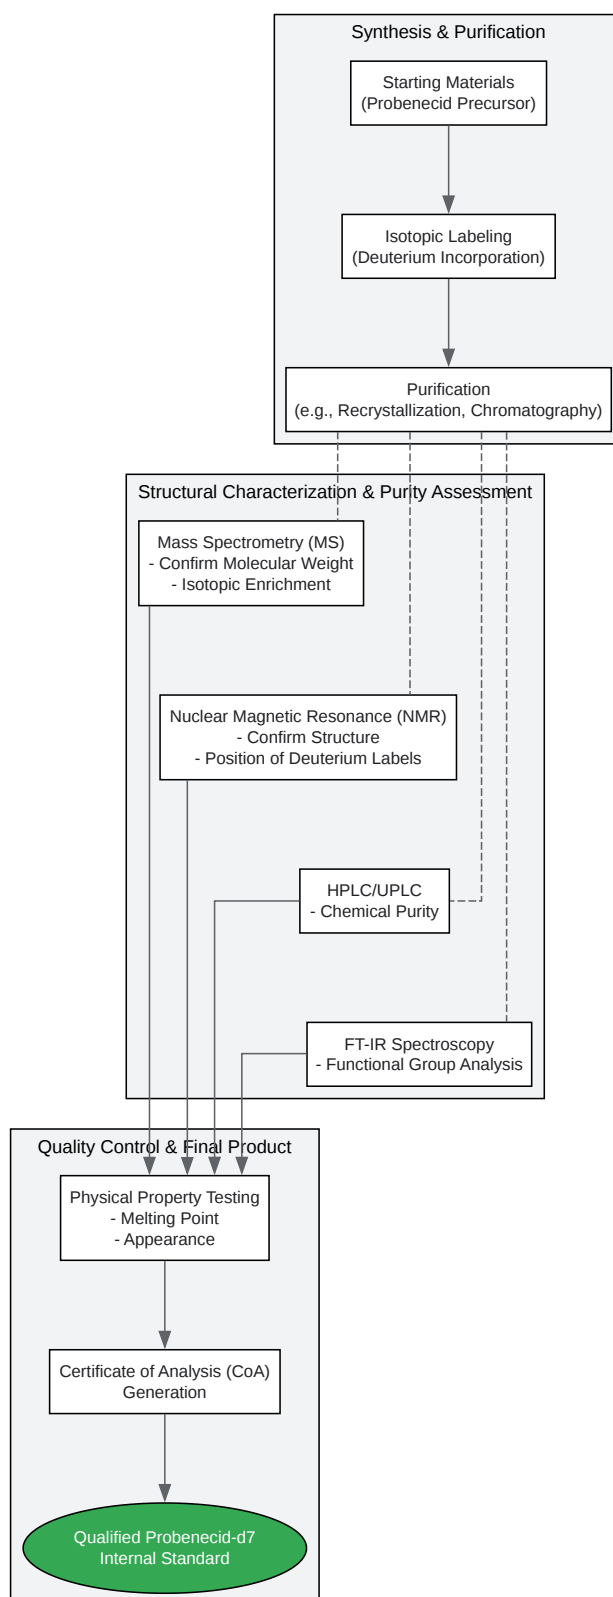 Synthesis & Purification
Starting Materials
(Probenecid Precursor)
Isotopic Labeling
(Deuterium Incorporation)
Purification
(e.g., Recrystallization, Chromatography)
Structural Characterization & Purity Assessment
Mass Spectrometry (MS)
- Confirm Molecular Weight
- Isotopic Enrichment
Nuclear Magnetic Resonance (NMR)
- Confirm Structure
- Position of Deuterium Labels
HPLC/UPLC
- Chemical Purity
FT-IR Spectroscopy
- Functional Group Analysis
Quality Control & Final Product
Physical Property Testing
- Melting Point
- Appearance
Certificate of Analysis (CoA)
Generation
Qualified Probenecid-d7
Internal Standard